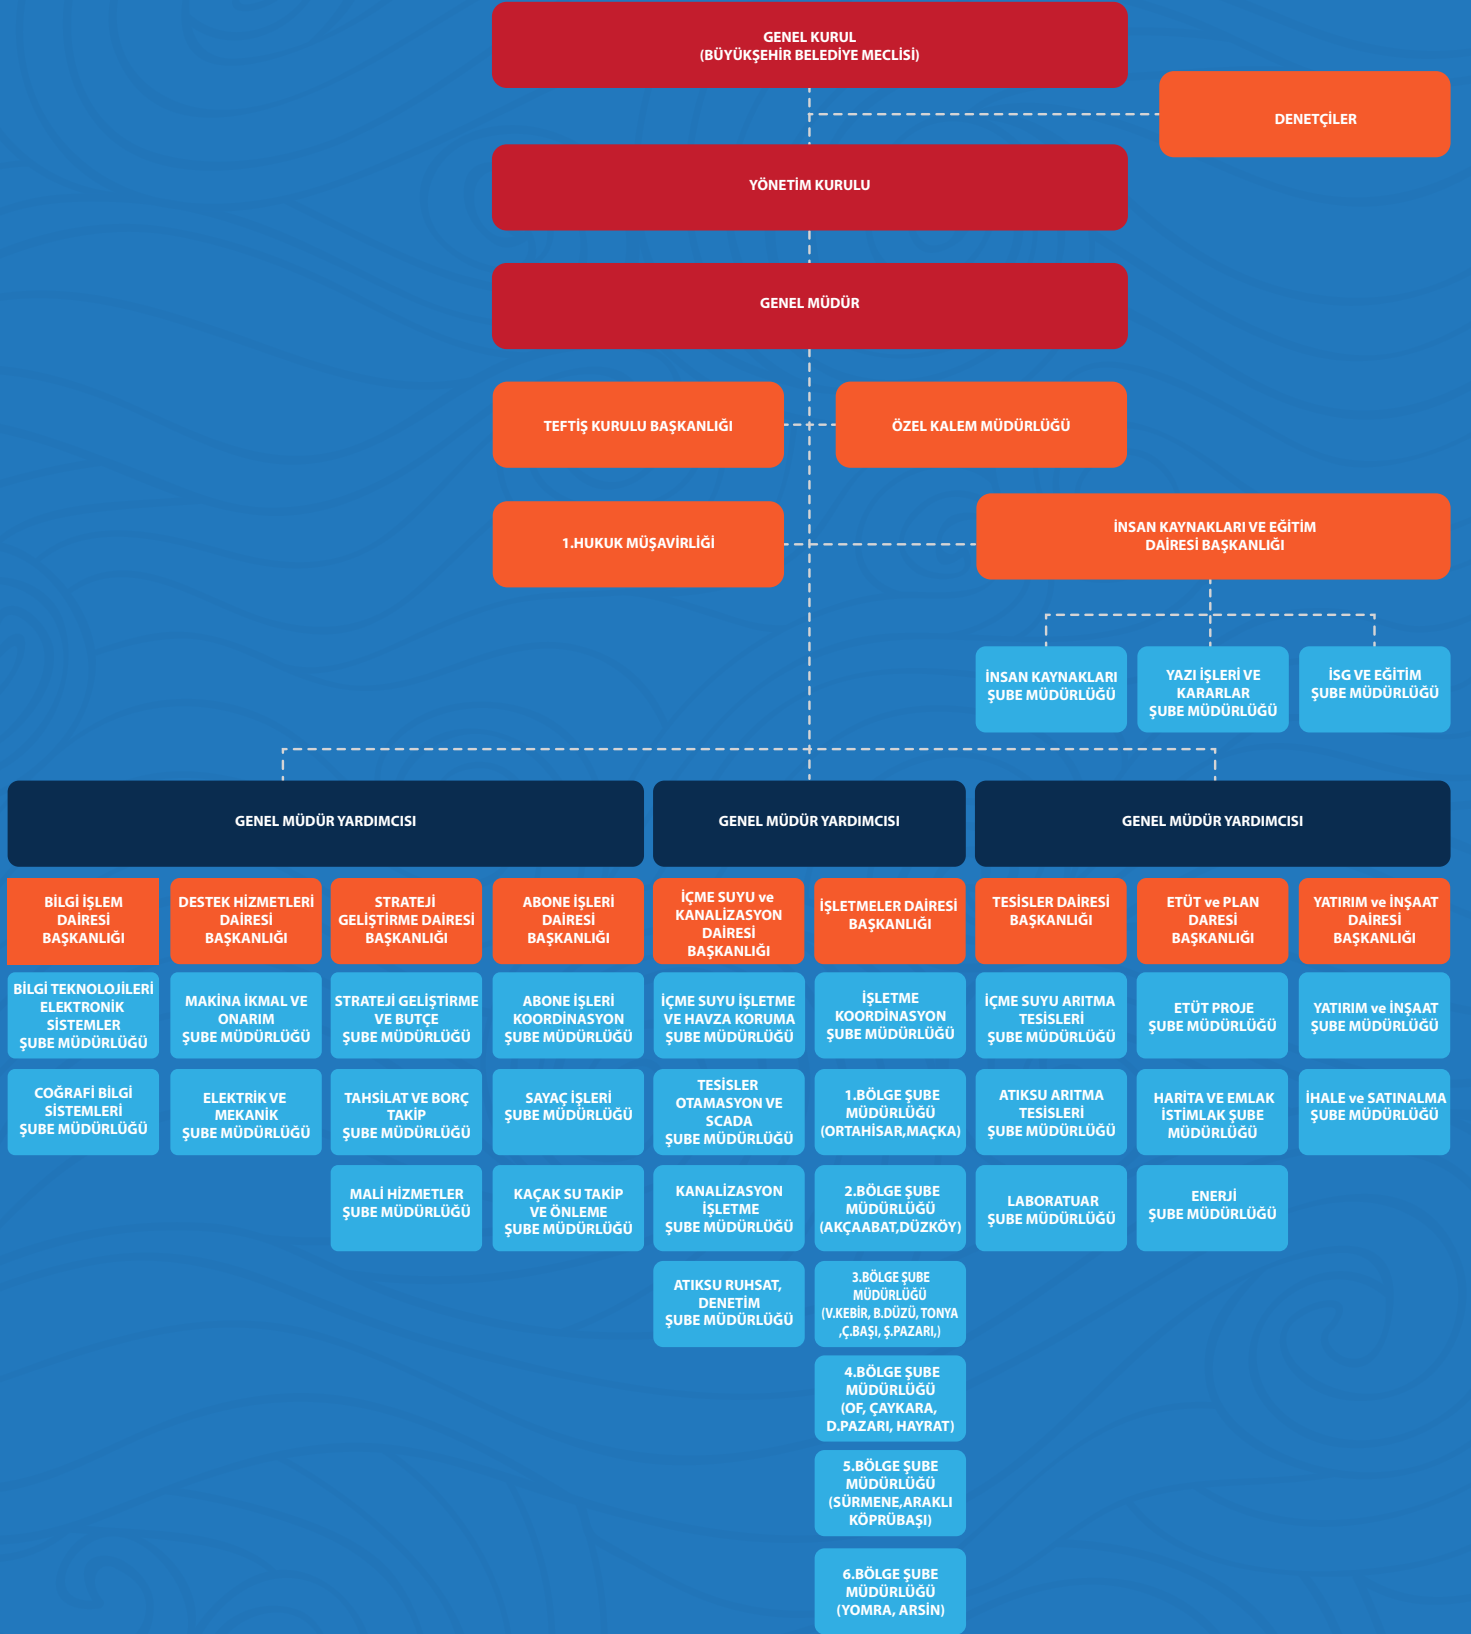 GENEL KURUL
(BÜYÜKŞEHİR BELEDİYE MECLİSİ)
DENETÇİLER
YÖNETİM KURULU
GENEL MÜDÜR
TEFTİŞ KURULU BAŞKANLIĞI
ÖZEL KALEM MÜDÜRLÜĞÜ
1.HUKUK MÜŞAVİRLİĞİ
İNSAN KAYNAKLARI VE EĞİTİM
DAİRESİ BAŞKANLIĞI
İNSAN KAYNAKLARI
ŞUBE MÜDÜRLÜĞÜ
YAZI İŞLERİ VE
KARARLAR
ŞUBE MÜDÜRLÜĞÜ
İSG VE EĞİTİM
ŞUBE MÜDÜRLÜĞÜ
GENEL MÜDÜR YARDIMCISI
GENEL MÜDÜR YARDIMCISI
GENEL MÜDÜR YARDIMCISI
BİLGİ İŞLEM
DAİRESİ
BAŞKANLIĞI
DESTEK HİZMETLERİ
DAİRESİ
BAŞKANLIĞI
STRATEJİ
GELİŞTİRME DAİRESİ
BAŞKANLIĞI
ABONE İŞLERİ
DAİRESİ
BAŞKANLIĞI
İÇME SUYU ve
KANALİZASYON
DAİRESİ
BAŞKANLIĞI
İŞLETMELER DAİRESİ
BAŞKANLIĞI
TESİSLER DAİRESİ
BAŞKANLIĞI
ETÜT ve PLAN
DARESİ
BAŞKANLIĞI
YATIRIM ve İNŞAAT
DAİRESİ
BAŞKANLIĞI
BİLGİ TEKNOLOJİLERİ
ELEKTRONİK
SİSTEMLER
ŞUBE MÜDÜRLÜĞÜ
MAKİNA İKMAL VE
ONARIM
ŞUBE MÜDÜRLÜĞÜ
STRATEJİ GELİŞTİRME
VE BUTÇE
ŞUBE MÜDÜRLÜĞÜ
ABONE İŞLERİ
KOORDİNASYON
ŞUBE MÜDÜRLÜĞÜ
İÇME SUYU İŞLETME
VE HAVZA KORUMA
ŞUBE MÜDÜRLÜĞÜ
İŞLETME
KOORDİNASYON
ŞUBE MÜDÜRLÜĞÜ
İÇME SUYU ARITMA
TESİSLERİ
ŞUBE MÜDÜRLÜĞÜ
ETÜT PROJE
ŞUBE MÜDÜRLÜĞÜ
YATIRIM ve İNŞAAT
ŞUBE MÜDÜRLÜĞÜ
COĞRAFİ BİLGİ
SİSTEMLERİ
ŞUBE MÜDÜRLÜĞÜ
ELEKTRİK VE
MEKANİK
ŞUBE MÜDÜRLÜĞÜ
TAHSİLAT VE BORÇ
TAKİP
ŞUBE MÜDÜRLÜĞÜ
SAYAÇ İŞLERİ
ŞUBE MÜDÜRLÜĞÜ
TESİSLER
OTAMASYON VE
SCADA
ŞUBE MÜDÜRLÜĞÜ
1.BÖLGE ŞUBE
MÜDÜRLÜĞÜ
(ORTAHİSAR,MAÇKA)
ATIKSU ARITMA
TESİSLERİ
ŞUBE MÜDÜRLÜĞÜ
HARİTA VE EMLAK
İSTİMLAK ŞUBE
MÜDÜRLÜĞÜ
İHALE ve SATINALMA
ŞUBE MÜDÜRLÜĞÜ
MALİ HİZMETLER
ŞUBE MÜDÜRLÜĞÜ
KAÇAK SU TAKİP
VE ÖNLEME
ŞUBE MÜDÜRLÜĞÜ
KANALİZASYON
İŞLETME
ŞUBE MÜDÜRLÜĞÜ
2.BÖLGE ŞUBE
MÜDÜRLÜĞÜ
(AKÇAABAT,DÜZKÖY)
LABORATUAR
ŞUBE MÜDÜRLÜĞÜ
ENERJİ
ŞUBE MÜDÜRLÜĞÜ
ATIKSU RUHSAT,
DENETİM
ŞUBE MÜDÜRLÜĞÜ
3.BÖLGE ŞUBE
MÜDÜRLÜĞÜ
(V.KEBİR, B.DÜZÜ, TONYA
,Ç.BAŞI, Ş.PAZARI,)
4.BÖLGE ŞUBE
MÜDÜRLÜĞÜ
(OF, ÇAYKARA,
D.PAZARI, HAYRAT)
5.BÖLGE ŞUBE
MÜDÜRLÜĞÜ
(SÜRMENE,ARAKLI
KÖPRÜBAŞI)
6.BÖLGE ŞUBE
MÜDÜRLÜĞÜ
(YOMRA, ARSİN)